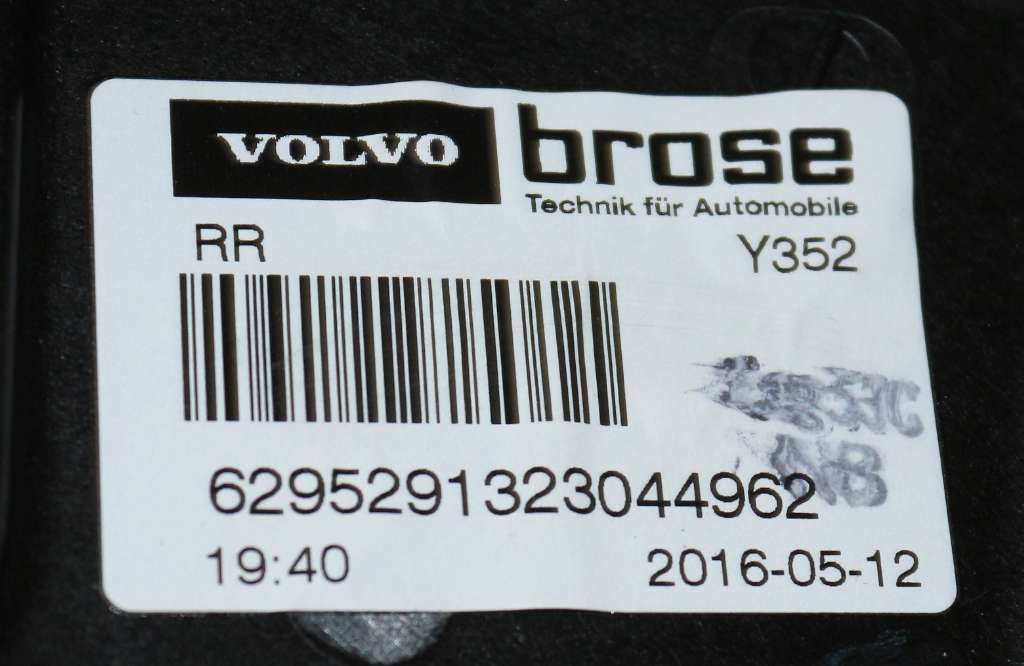 VOLVO brose
Technik für Automobile
RR Y352
6295291323044962
19:40 2016-05-12